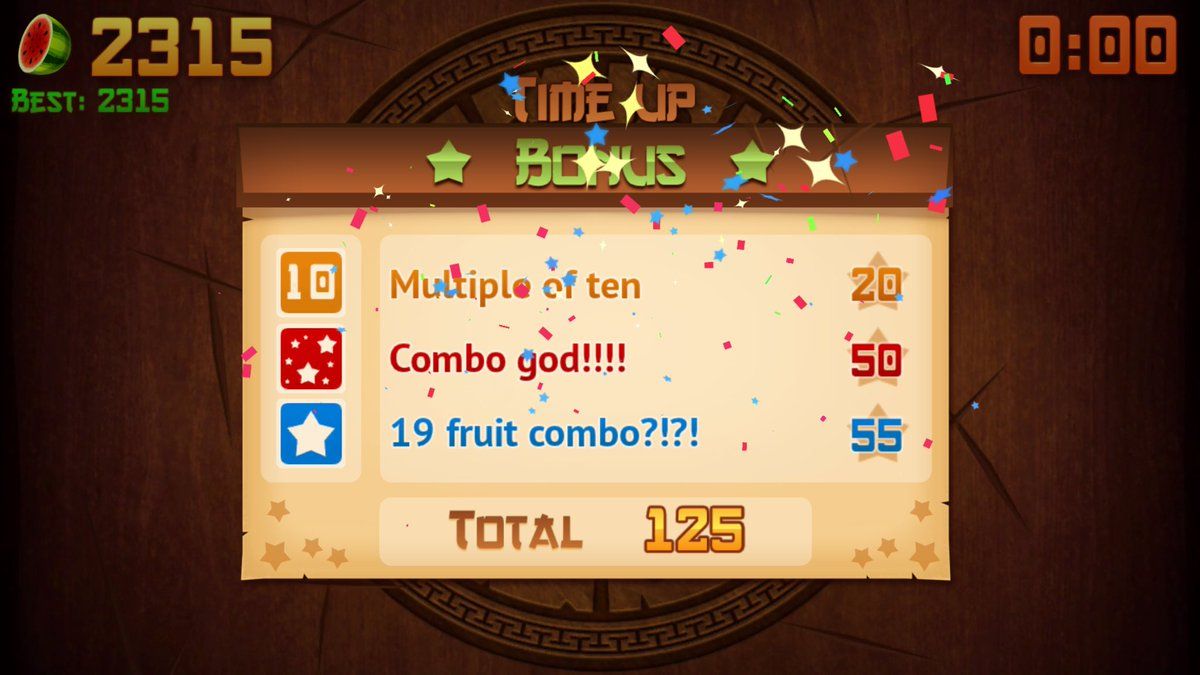 2315
0:00
BEST: 2315
TIME UP
BONUS
10
Multiple of ten
20
Combo god!!!!
50
19 fruit combo?!?!
55
TOTAL 125